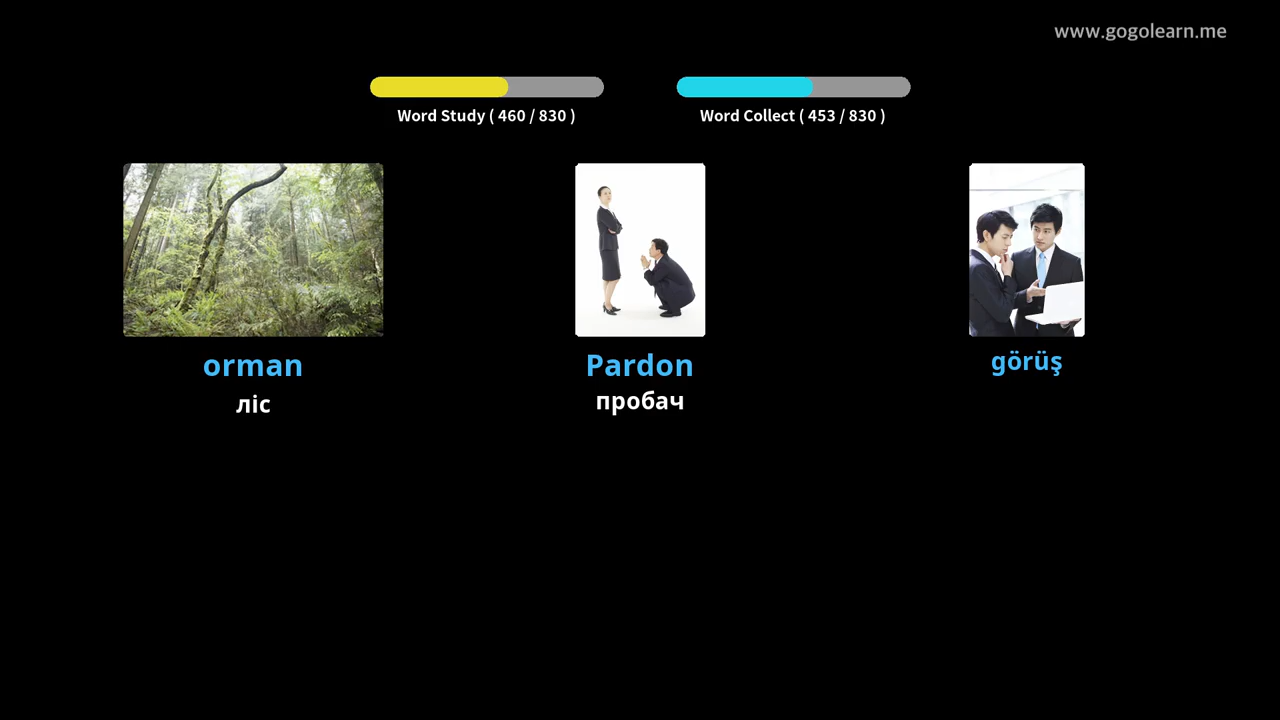 www.gogolearn.me
Word Study ( 460 / 830 )
Word Collect ( 453 / 830 )
orman
ліс
Pardon
пробач
görüş